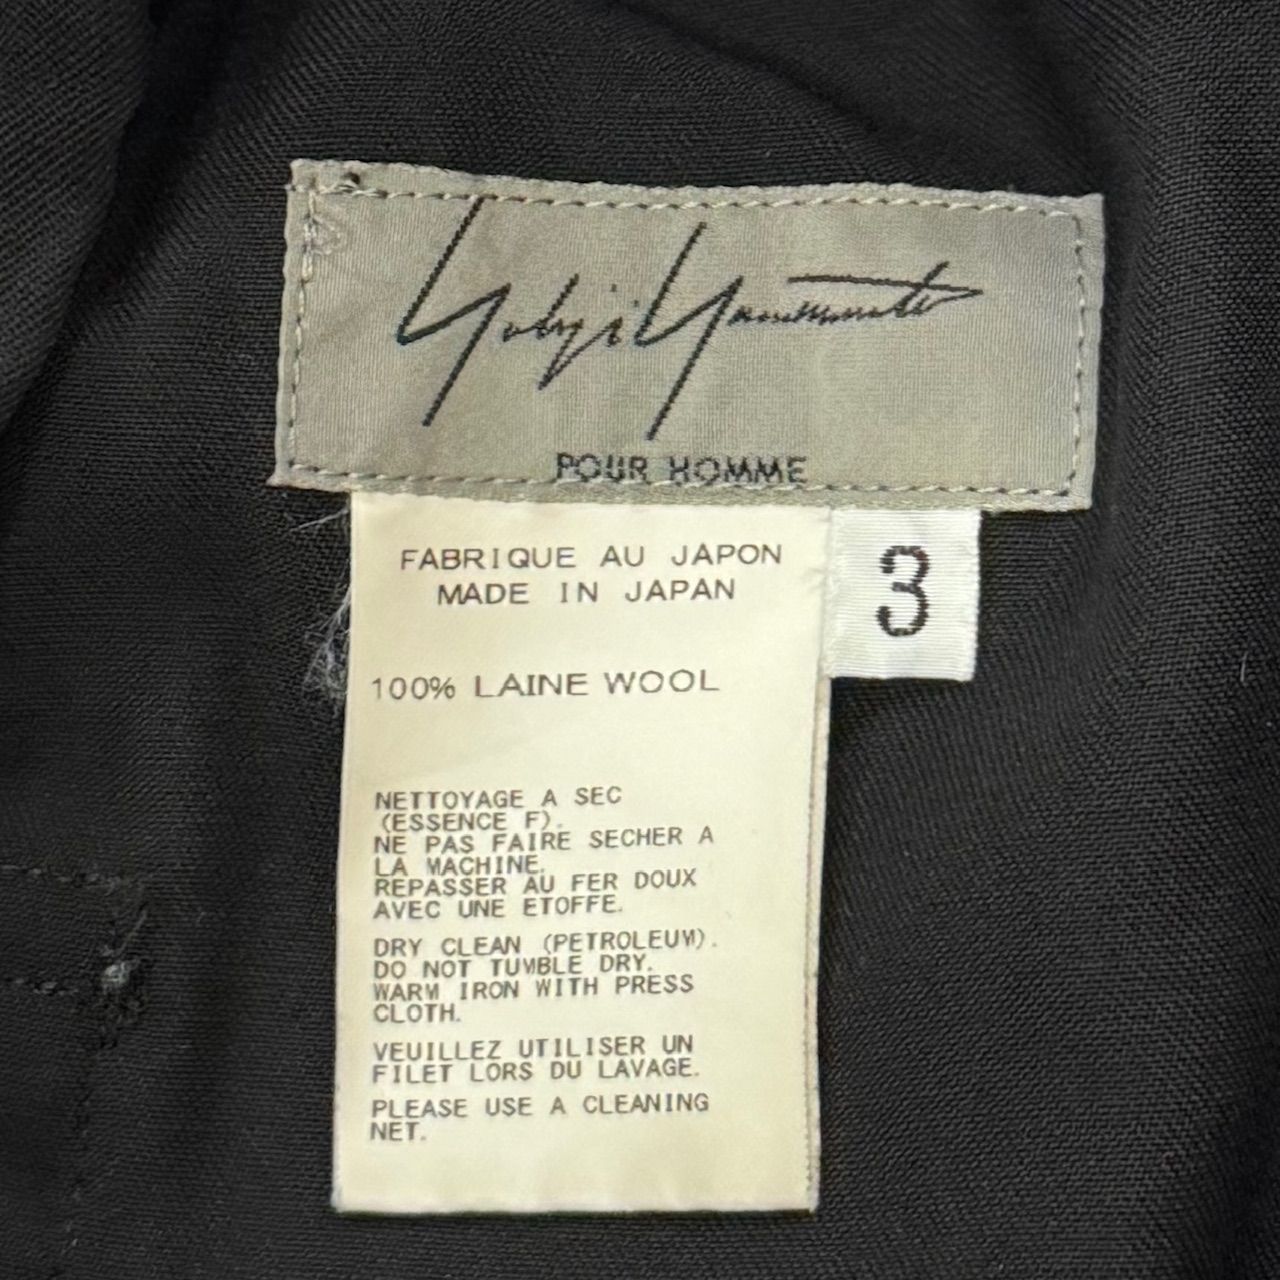 Yohji Yamamoto
POUR HOMME
FABRIQUE AU JAPON
MADE IN JAPAN
3
100% LAINE WOOL
NETTOYAGE A SEC
(ESSENCE F).
NE PAS FAIRE SECHER A
LA MACHINE.
REPASSER AU FER DOUX
AVEC UNE ETOFFE.
DRY CLEAN (PETROLEUM).
DO NOT TUMBLE DRY.
WARM IRON WITH PRESS
CLOTH.
VEUILLEZ UTILISER UN
FILET LORS DU LAVAGE.
PLEASE USE A CLEANING
NET.